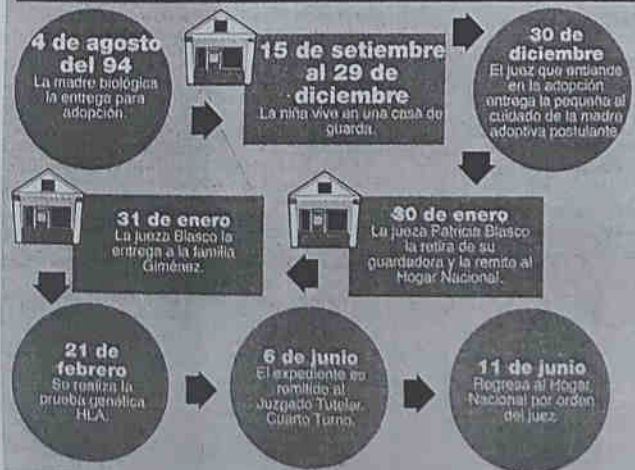 4 de agosto
del 94
La madre biológica
la entrega para
adopción.
15 de setiembre
al 29 de
diciembre
La niña vive en una casa de
guarda.
30 de
diciembre
El juez que entiende
en la adopción
entrega la pequeña al
cuidado de la madre
adoptiva postulante.
30 de enero
La jueza Patricia Blasco
la retira de su
guardadora y la remite al
Hogar Nacional.
31 de enero
La jueza Blasco la
entrega a la familia
Giménez.
21 de
febrero
Se realiza la
prueba genética
HLA.
6 de junio
El expediente es
remitido al
Juzgado Tutelar,
Cuarto Turno.
11 de junio
Regresa al Hogar
Nacional por orden
del juez.